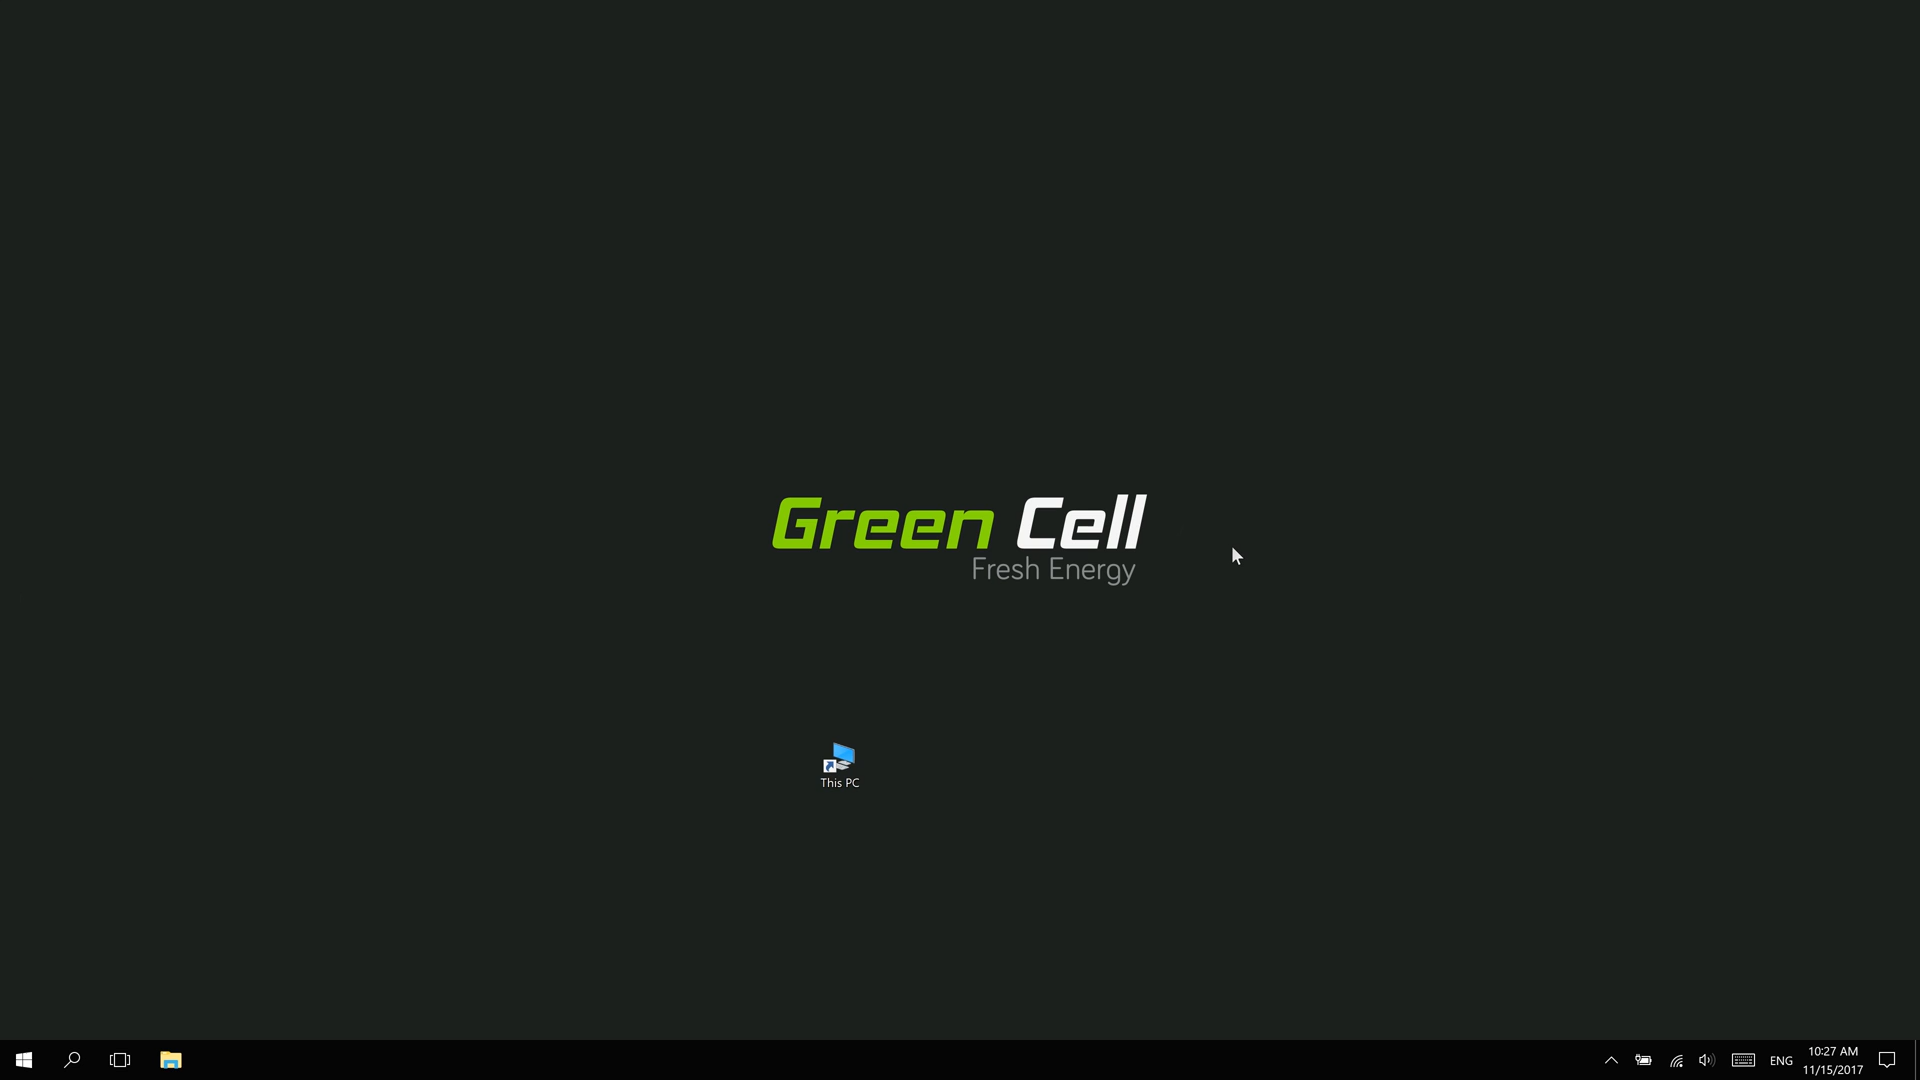 Green Cell
Fresh Energy
This PC
ENG
10:27 AM
11/15/2017